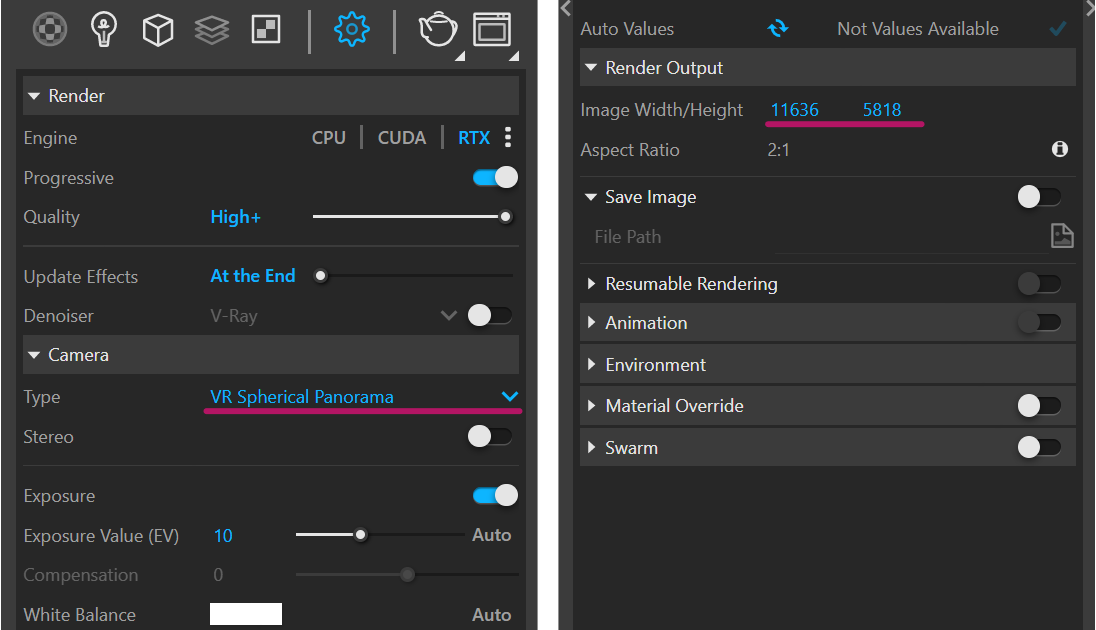 Render
Engine CPU CUDA RTX
Progressive
Quality High+
Update Effects At the End
Denoiser V-Ray
Camera
Type VR Spherical Panorama
Stereo
Exposure
Exposure Value (EV) 10 Auto
Compensation 0
White Balance Auto
Auto Values Not Values Available
Render Output
Image Width/Height 11636 5818
Aspect Ratio 2:1
Save Image
File Path
Resumable Rendering
Animation
Environment
Material Override
Swarm